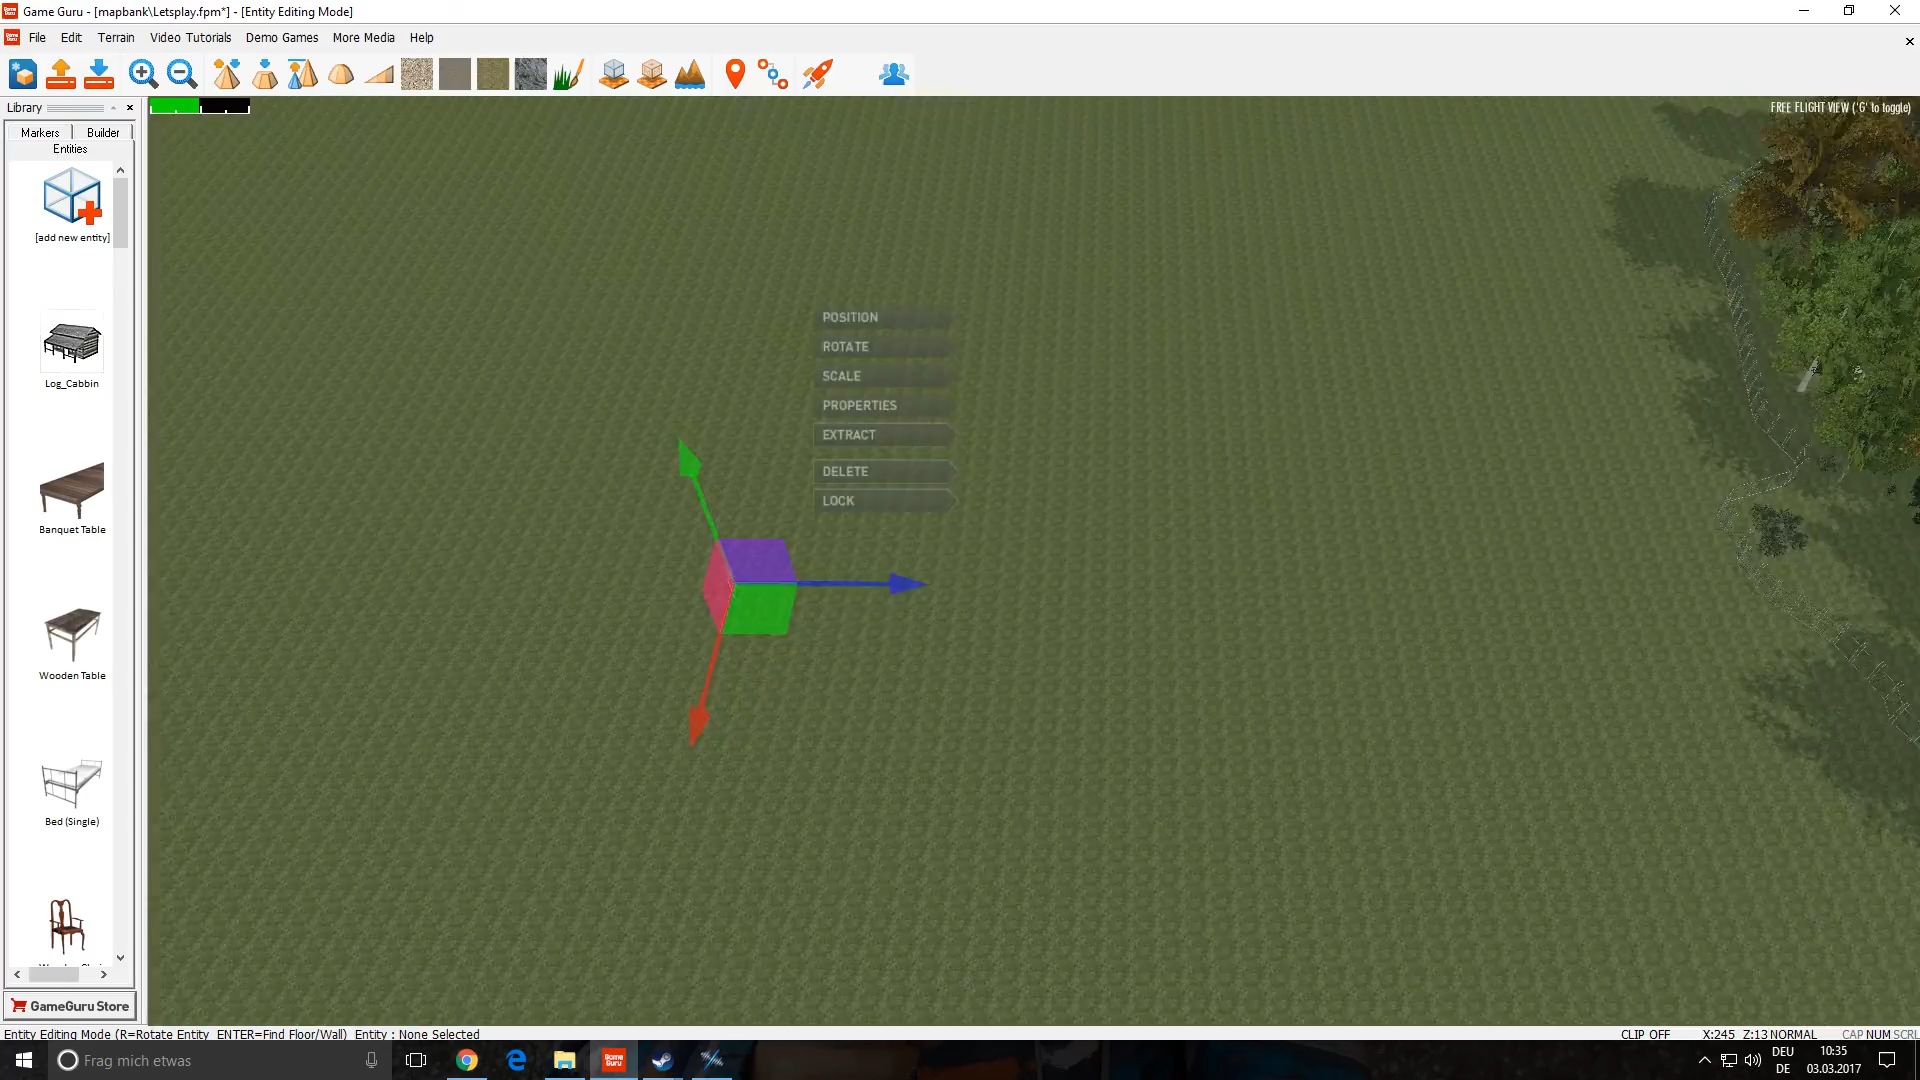 Game Guru - [mapbank\Letsplay.fpm*] - [Entity Editing Mode]
File Edit Terrain Video Tutorials Demo Games More Media Help
Library
Markers Builder
Entities
[add new entity]
Log_Cabbin
Banquet Table
Wooden Table
Bed (Single)
GameGuru Store
FREE FLIGHT VIEW ('G' to toggle)
POSITION
ROTATE
SCALE
PROPERTIES
EXTRACT
DELETE
LOCK
Entity Editing Mode (R=Rotate Entity ENTER=Find Floor/Wall) Entity : None Selected
CLIP OFF X:245 Z:13 NORMAL CAP NUM SCRL
Frag mich etwas
Game Guru
DEU
DE
10:35
03.03.2017